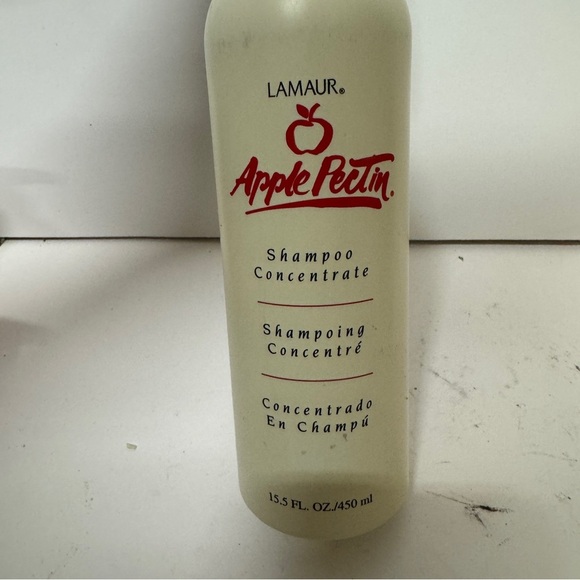 LAMAUR®
Apple Pectin.
Shampoo
Concentrate
Shampoing
Concentré
Concentrado
En Champú
15.5 FL. OZ./450 ml